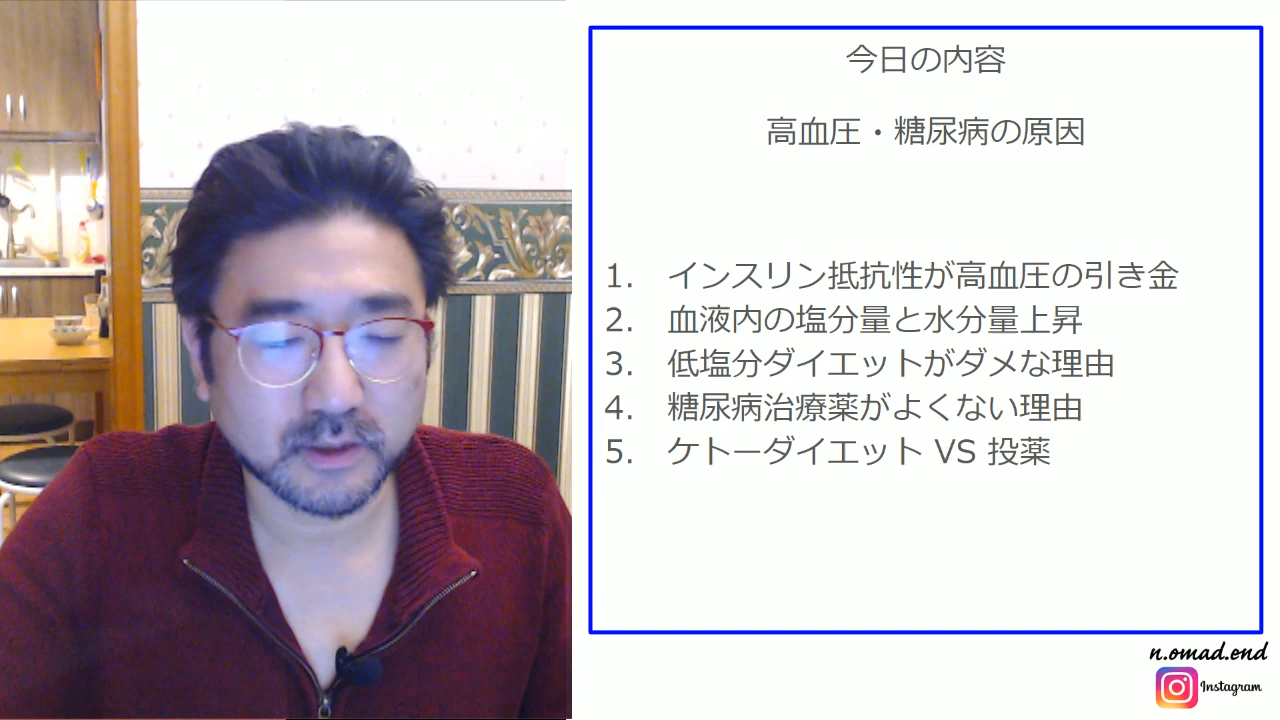 今日の内容
高血圧・糖尿病の原因
1. インスリン抵抗性が高血圧の引き金
2. 血液内の塩分量と水分量上昇
3. 低塩分ダイエットがダメな理由
4. 糖尿病治療薬がよくない理由
5. ケトーダイエット VS 投薬
n.omad.end
Instagram